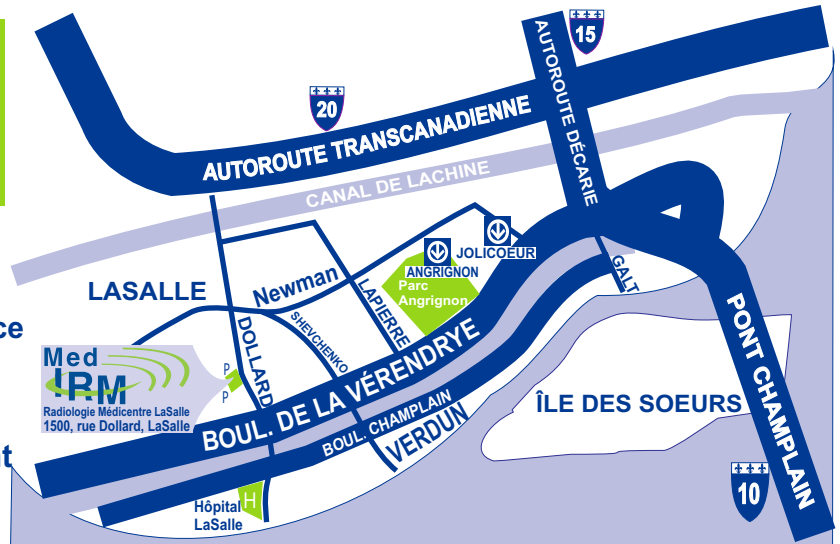 15
20
AUTOROUTE TRANSCANADIENNE
AUTOROUTE DÉCARIE
CANAL DE LACHINE
JOLICOEUR
ANGRIGNON
Parc
Angrignon
GALT
LASALLE
Newman
LAPIERRE
SHEVCHENKO
DOLLARD
ce
Med
IRM
Radiologie Médicentre LaSalle
1500, rue Dollard, LaSalle
P
P
BOUL. DE LA VÉRENDRYE
BOUL. CHAMPLAIN
VERDUN
ÎLE DES SOEURS
PONT CHAMPLAIN
10
t
H
Hôpital
LaSalle